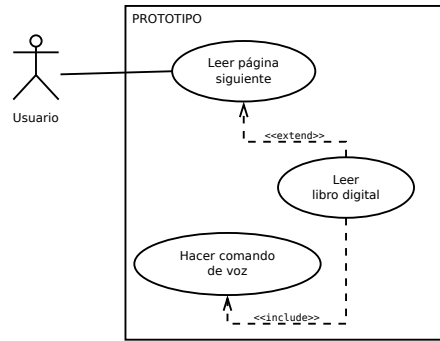 PROTOTIPO
Leer página
siguiente
Usuario
<<extend>>
Leer
libro digital
Hacer comando
de voz
<<include>>